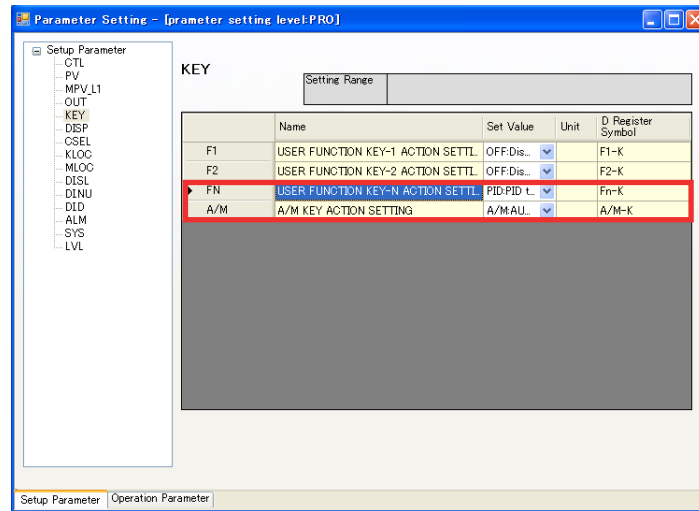 Parameter Setting - [prameter setting level:PRO]
Setup Parameter
CTL
PV
MPV_L1
OUT
KEY
DISP
CSEL
KLOC
MLOC
DISL
DINU
DID
ALM
SYS
LVL
KEY
Setting Range
Name Set Value Unit D Register Symbol
F1 USER FUNCTION KEY-1 ACTION SETTI... OFF:Dis... F1-K
F2 USER FUNCTION KEY-2 ACTION SETTI... OFF:Dis... F2-K
FN USER FUNCTION KEY-N ACTION SETTI... PID:PID t... Fn-K
A/M A/M KEY ACTION SETTING A/M:AU... A/M-K
Setup Parameter Operation Parameter